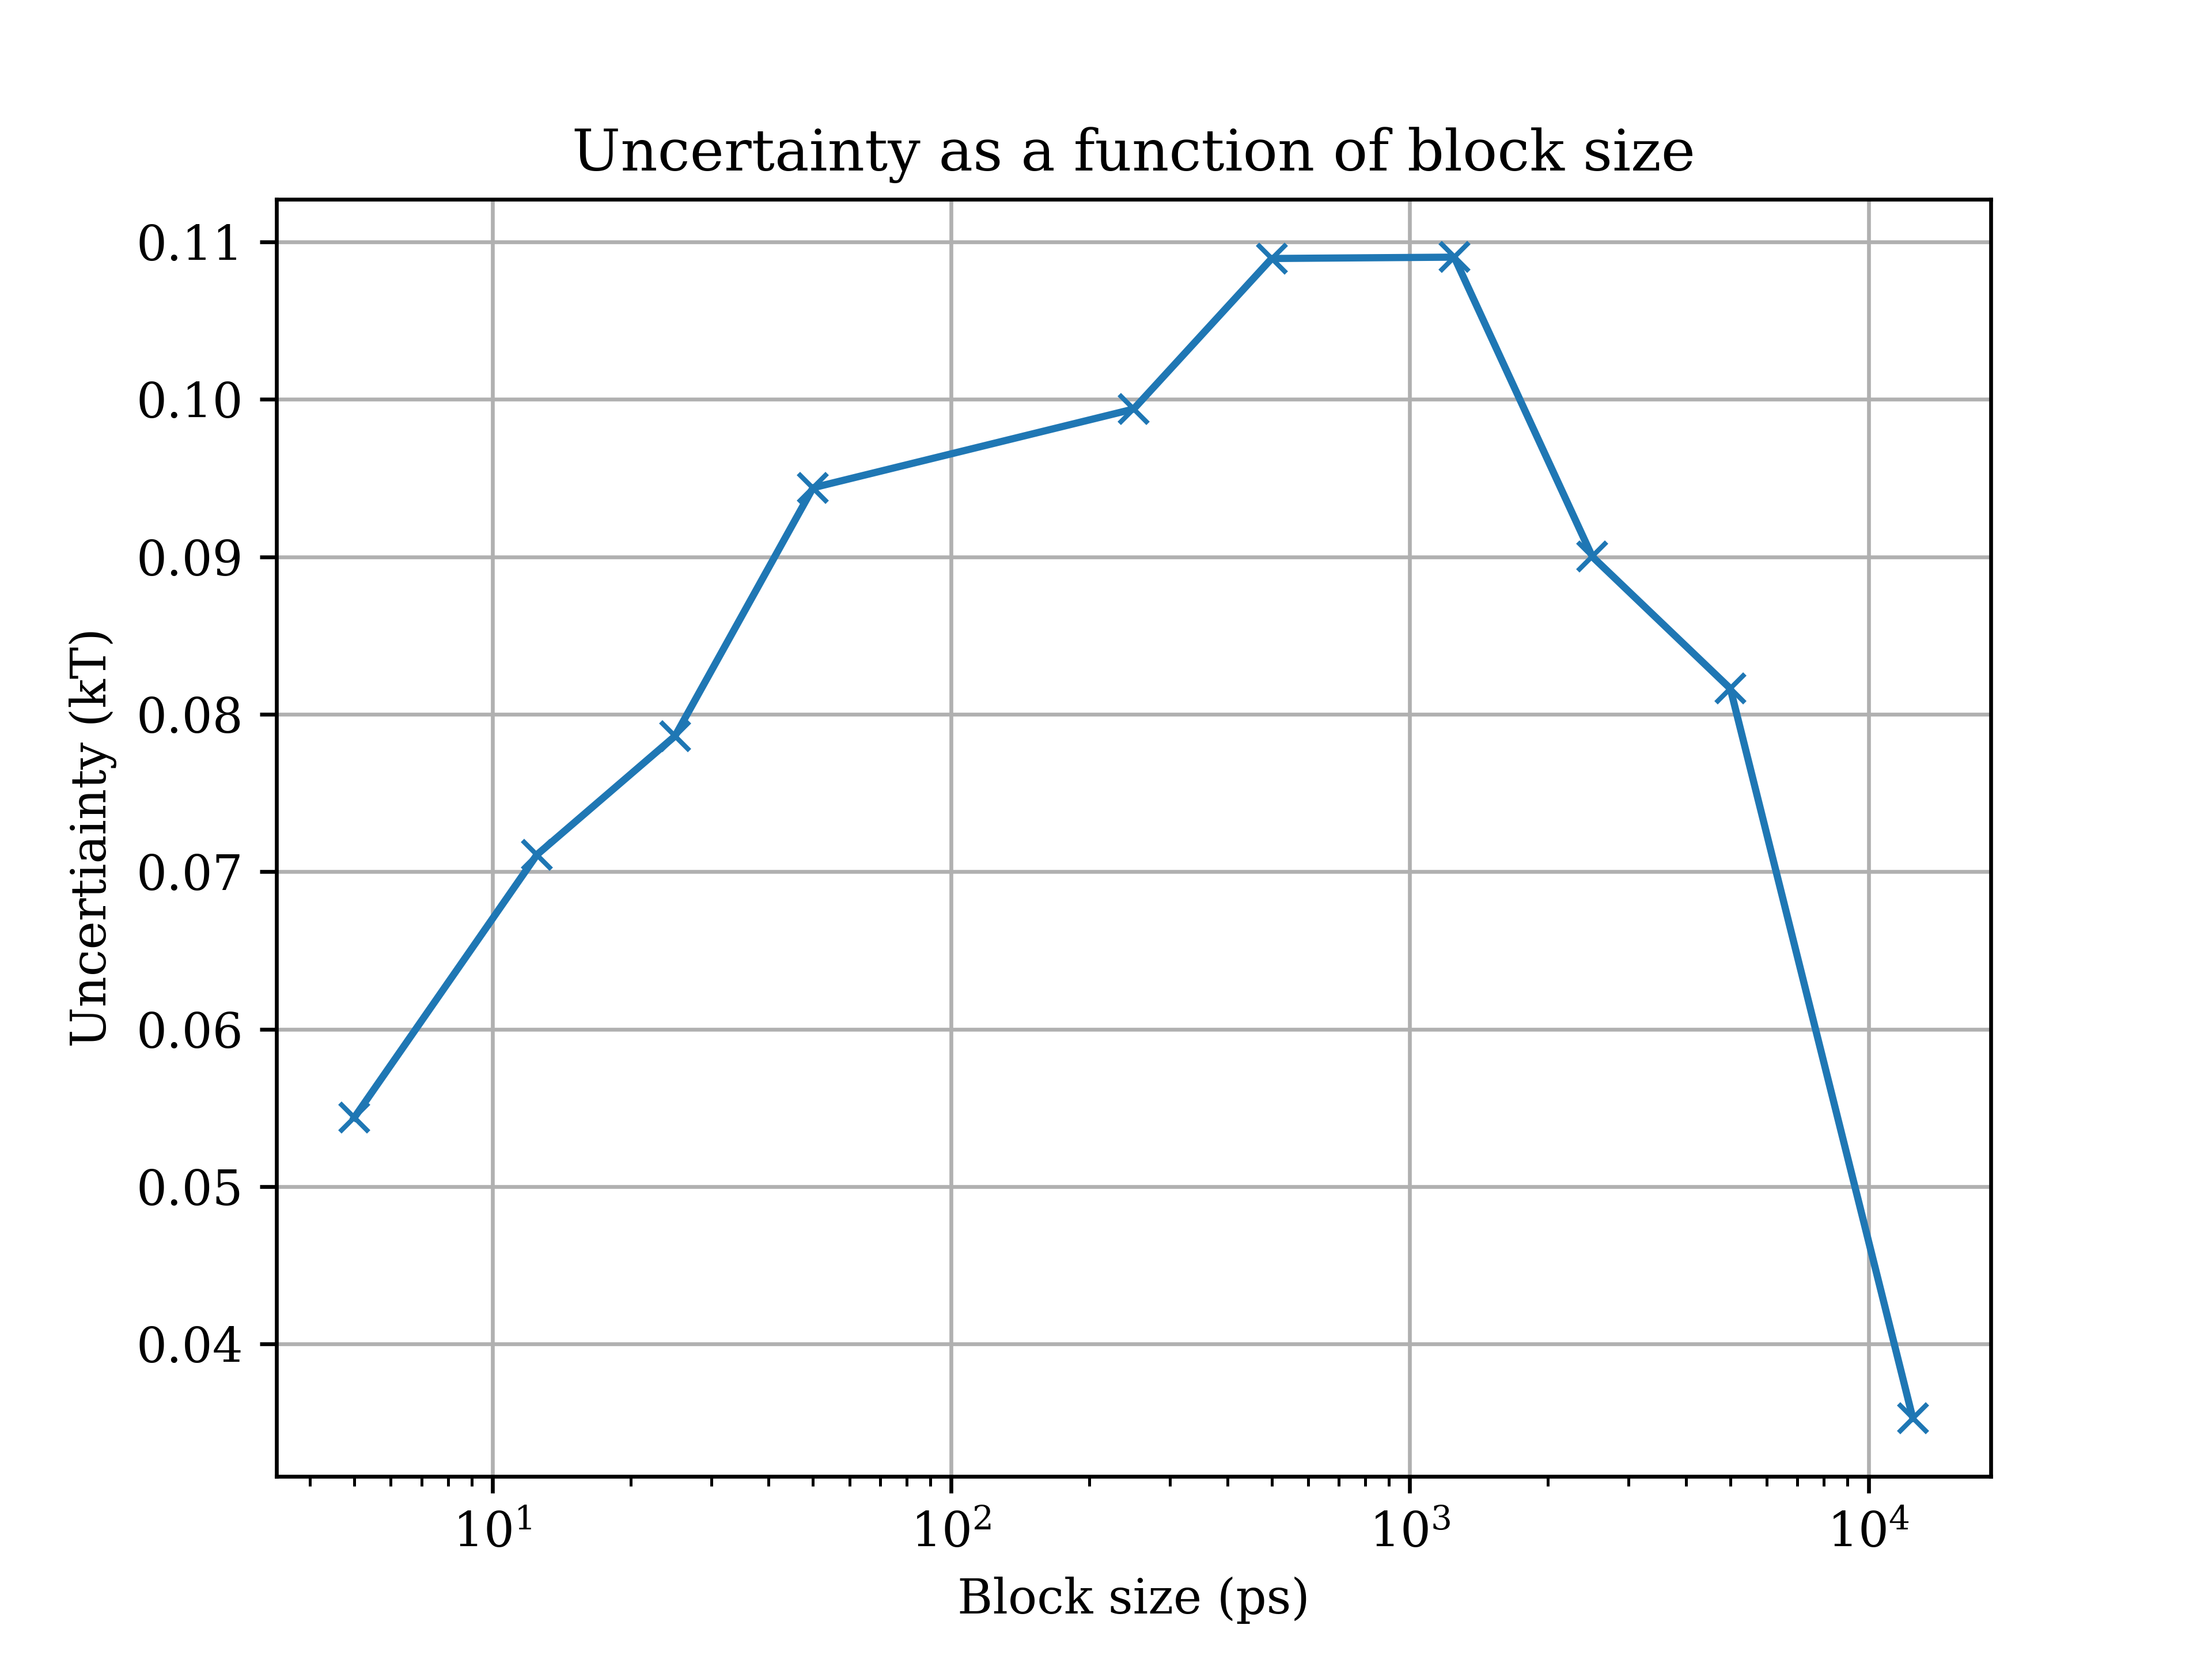 Uncertainty as a function of block size
0.11
0.10
0.09
0.08
0.07
0.06
0.05
0.04
Uncertiainty (kT)
10¹ 10² 10³ 10⁴
Block size (ps)